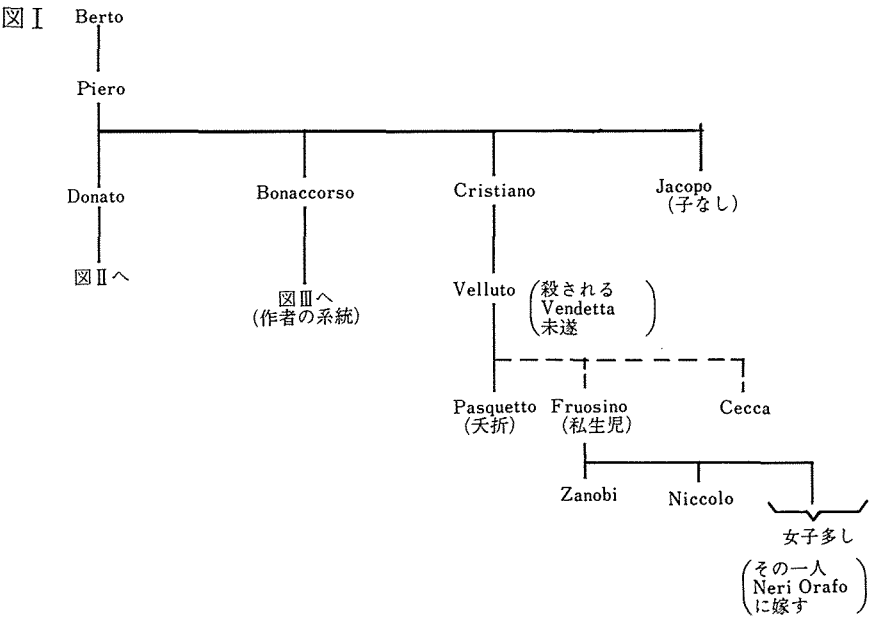 図I
Berto
Piero
Donato
Bonaccorso
Cristiano
Jacopo
(子なし)
図IIへ
図IIIへ
(作者の系統)
Velluto
(殺される
Vendetta
未遂)
Pasquetto
(夭折)
Fruosino
(私生児)
Cecca
Zanobi
Niccolo
女子多し
(その一人
Neri Orafo
に嫁す)